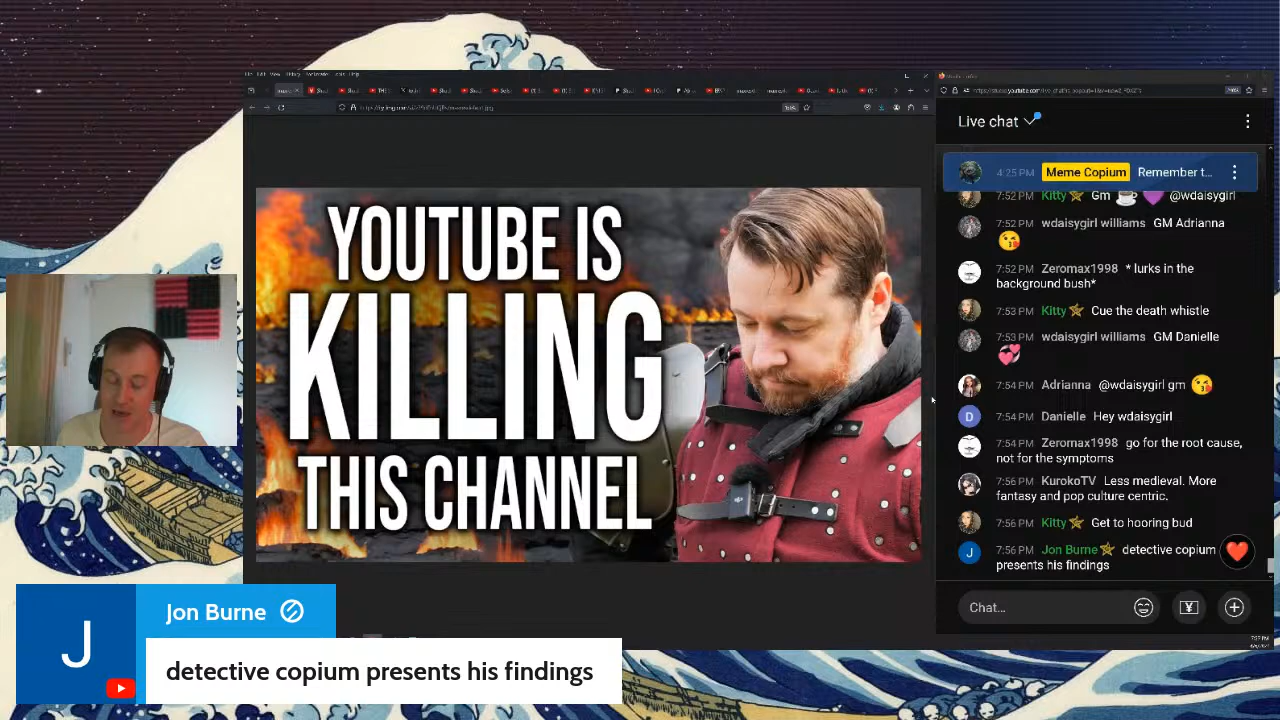 Live chat
4:25 PM Meme Copium Remember t...
7:52 PM Kitty Gm @wdaisygirl
7:52 PM wdaisygirl williams GM Adrianna
7:52 PM Zeromax1998 * lurks in the
background bush*
7:53 PM Kitty Cue the death whistle
7:53 PM wdaisygirl williams GM Danielle
7:54 PM Adrianna @wdaisygirl gm
D 7:54 PM Danielle Hey wdaisygirl
7:54 PM Zeromax1998 go for the root cause,
not for the symptoms
7:56 PM KurokoTV Less medieval. More
fantasy and pop culture centric.
7:56 PM Kitty Get to hooring bud
J 7:56 PM Jon Burne detective copium
presents his findings
Chat...
YOUTUBE IS
KILLING
THIS CHANNEL
J
Jon Burne
detective copium presents his findings